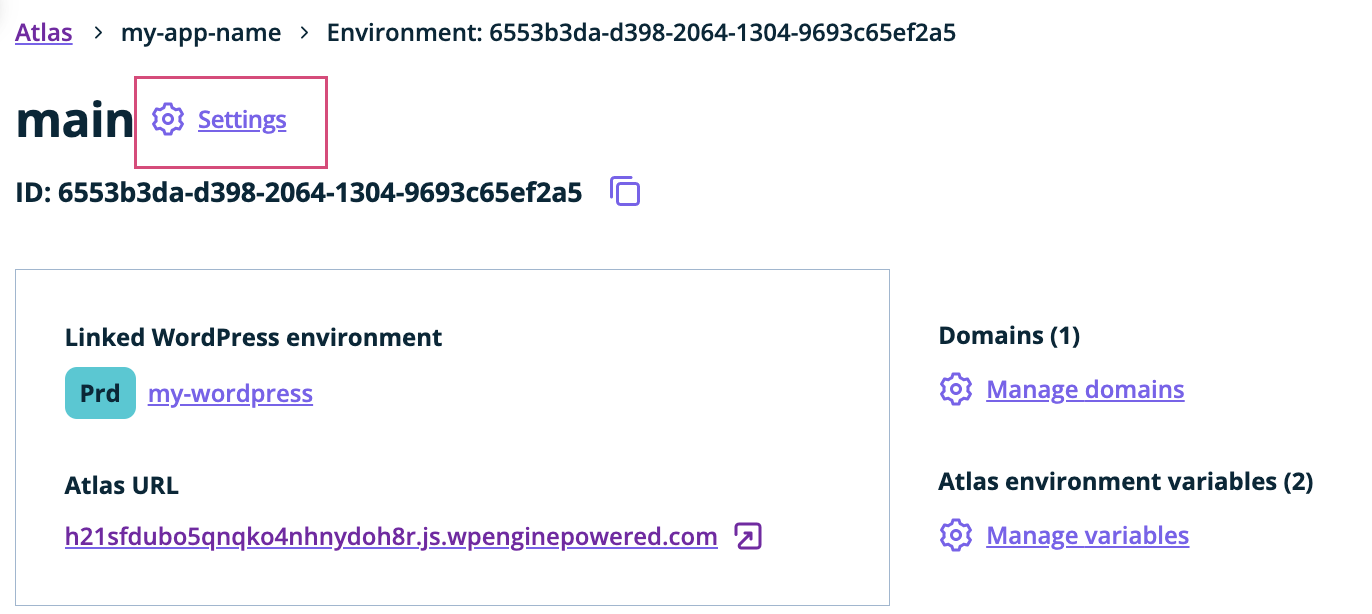 Atlas > my-app-name > Environment: 6553b3da-d398-2064-1304-9693c65ef2a5
main Settings
ID: 6553b3da-d398-2064-1304-9693c65ef2a5
Linked WordPress environment
Prd my-wordpress
Atlas URL
h21sfdubo5qnqko4nhnydoh8r.js.wpenginepowered.com
Domains (1)
Manage domains
Atlas environment variables (2)
Manage variables